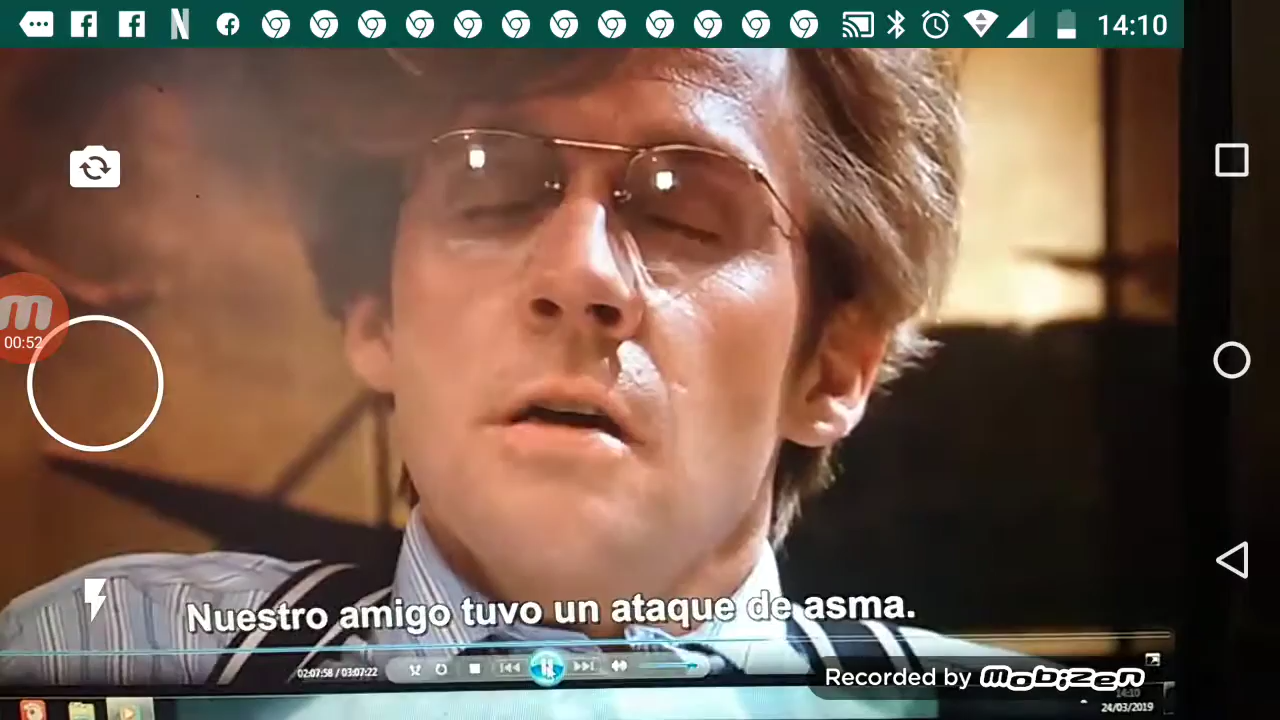 14:10
00:52
Nuestro amigo tuvo un ataque de asma.
02:07:58 / 03:07:22
Recorded by mobizen
14:10
24/03/2019